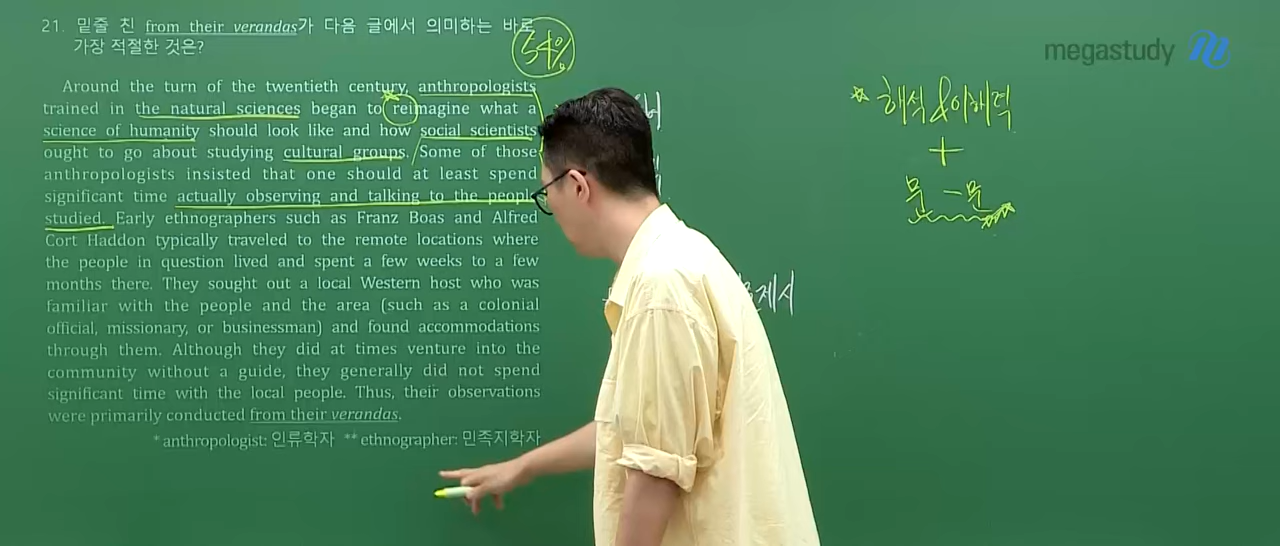 21. 밑줄 친 from their verandas가 다음 글에서 의미하는 바로
가장 적절한 것은?
54%
Around the turn of the twentieth century, anthropologists
trained in the natural sciences began to reimagine what a
science of humanity should look like and how social scientists
ought to go about studying cultural groups. Some of those
anthropologists insisted that one should at least spend
significant time actually observing and talking to the people
studied. Early ethnographers such as Franz Boas and Alfred
Cort Haddon typically traveled to the remote locations where
the people in question lived and spent a few weeks to a few
months there. They sought out a local Western host who was
familiar with the people and the area (such as a colonial
official, missionary, or businessman) and found accommodations
through them. Although they did at times venture into the
community without a guide, they generally did not spend
significant time with the local people. Thus, their observations
were primarily conducted from their verandas.
* anthropologist: 인류학자 ** ethnographer: 민족지학자
megastudy
해석 & 이해력
+